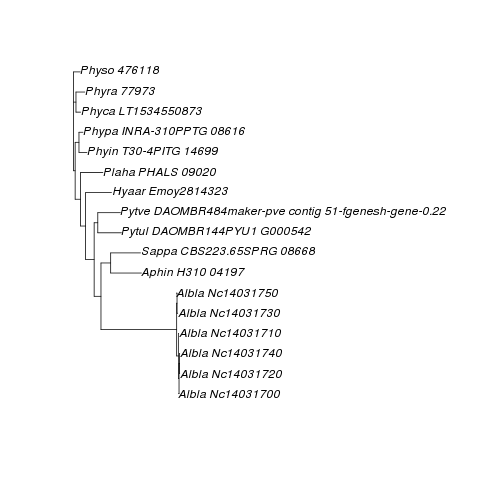 Physo 476118
Phyra 77973
Phyca LT1534550873
Phypa INRA-310PPTG 08616
Phyin T30-4PITG 14699
Plaha PHALS 09020
Hyaar Emoy2814323
Pytve DAOMBR484maker-pve contig 51-fgenesh-gene-0.22
Pytul DAOMBR144PYU1 G000542
Sappa CBS223.65SPRG 08668
Aphin H310 04197
Albla Nc14031750
Albla Nc14031730
Albla Nc14031710
Albla Nc14031740
Albla Nc14031720
Albla Nc14031700